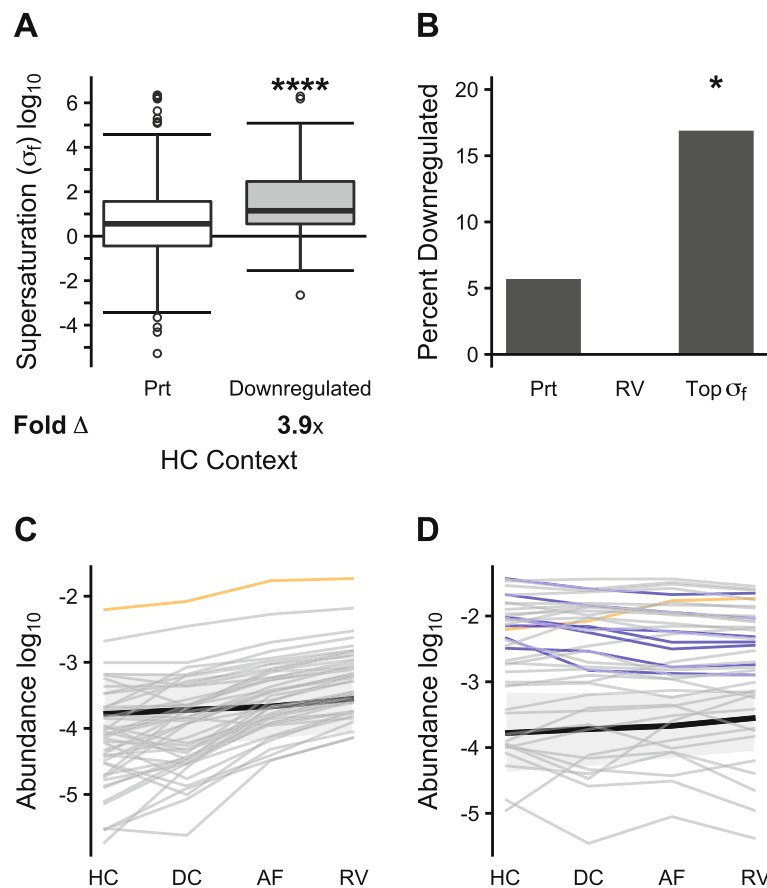 A
Supersaturation (σf) log10
6
4
2
0
-2
-4
****
Prt
Downregulated
Fold Δ
3.9x
HC Context
B
Percent Downregulated
20
15
10
5
0
*
Prt
RV
Top σf
C
Abundance log10
-2
-3
-4
-5
HC
DC
AF
RV
D
Abundance log10
-2
-3
-4
-5
HC
DC
AF
RV